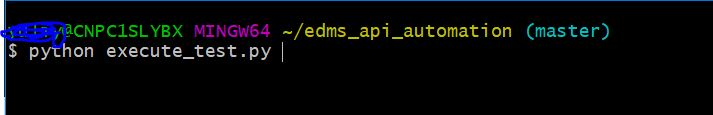 @CNPC1SLYBX MINGW64 ~/edms_api_automation (master)
$ python execute_test.py